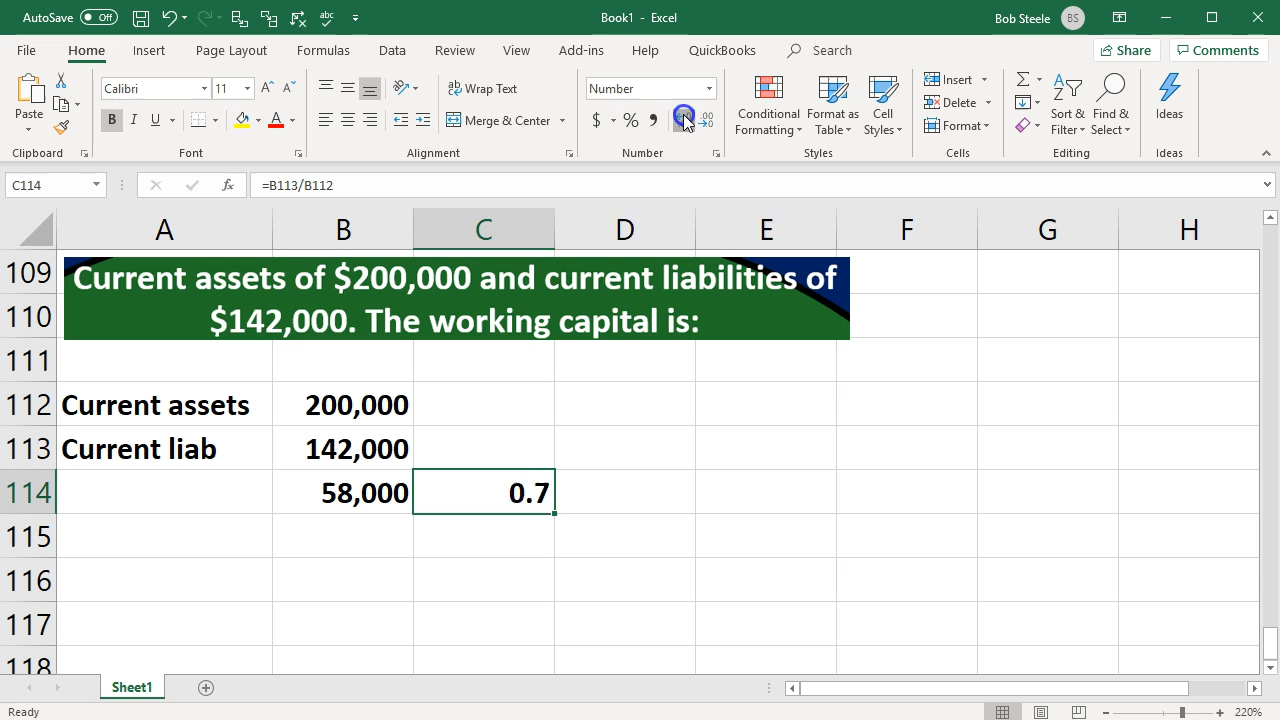 AutoSave Off Book1 - Excel Bob Steele BS
File Home Insert Page Layout Formulas Data Review View Add-ins Help QuickBooks Search Share Comments
Paste Calibri 11 A A Wrap Text Number Conditional Formatting Format as Table Cell Styles Insert Sort & Filter Find & Select Ideas
B I U A Merge & Center $ % , .00 →0 Delete
Format
Clipboard Font Alignment Number Styles Cells Editing Ideas
C114 fx =B113/B112
A B C D E F G H
109 Current assets of $200,000 and current liabilities of
110 $142,000. The working capital is:
111
112 Current assets 200,000
113 Current liab 142,000
114 58,000 0.7
115
116
117
118
Sheet1
Ready 220%